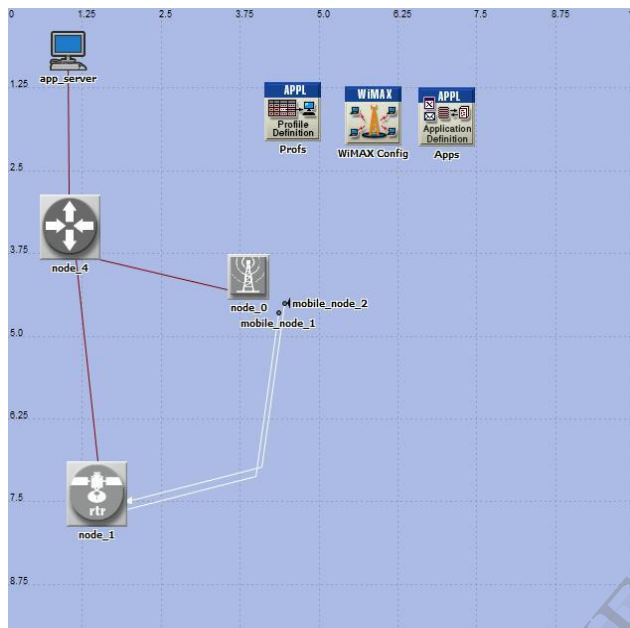 0 1.25 2.5 3.75 5.0 6.25 7.5 8.75
app_server
1.25
APPL
Profile
Definition
Profs
WiMAX
WiMAX Config
APPL
Application
Definition
Apps
2.5
3.75
node_4
node_0
mobile_node_2
mobile_node_1
5.0
6.25
rtr
7.5
node_1
8.75